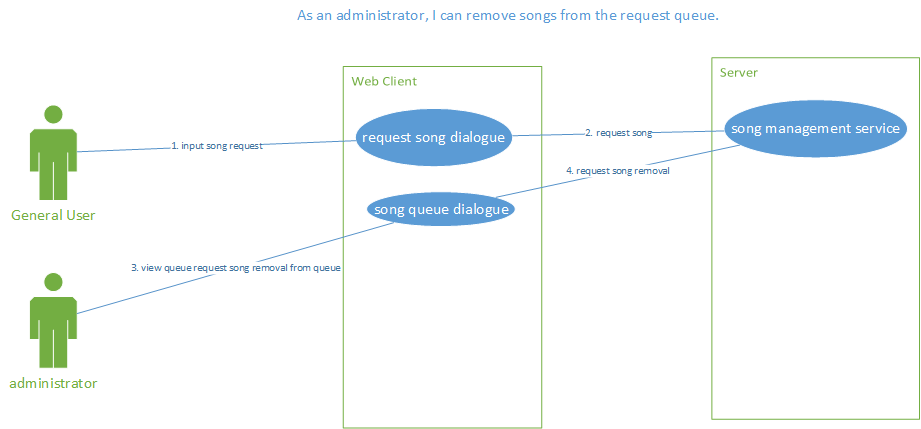 As an administrator, I can remove songs from the request queue.
Web Client
Server
request song dialogue
2. request song
song management service
1. input song request
4. request song removal
General User
song queue dialogue
3. view queue request song removal from queue
administrator